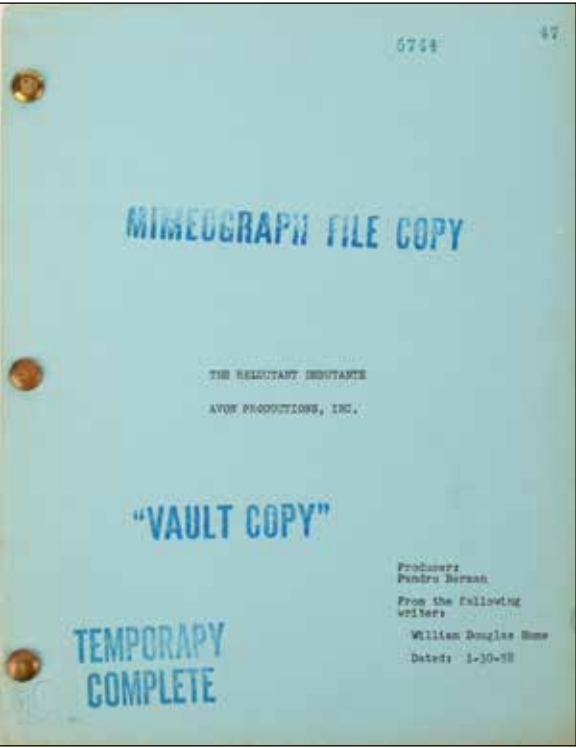 5754
47
MIMEOGRAPH FILE COPY
THE RELUCTANT DEBUTANTE
AVON PRODUCTIONS, INC.
"VAULT COPY"
Producer:
Pandro Berman
From the following
writer:
William Douglas Home
Dated: 1-30-58
TEMPORARY
COMPLETE